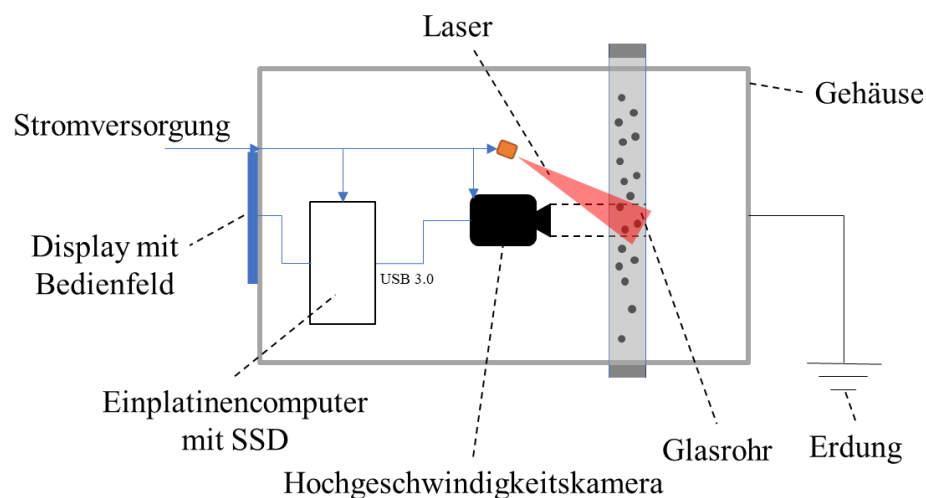 Laser
Gehäuse
Stromversorgung
Display mit
Bedienfeld
USB 3.0
Einplatinencomputer
mit SSD
Glasrohr
Erdung
Hochgeschwindigkeitskamera